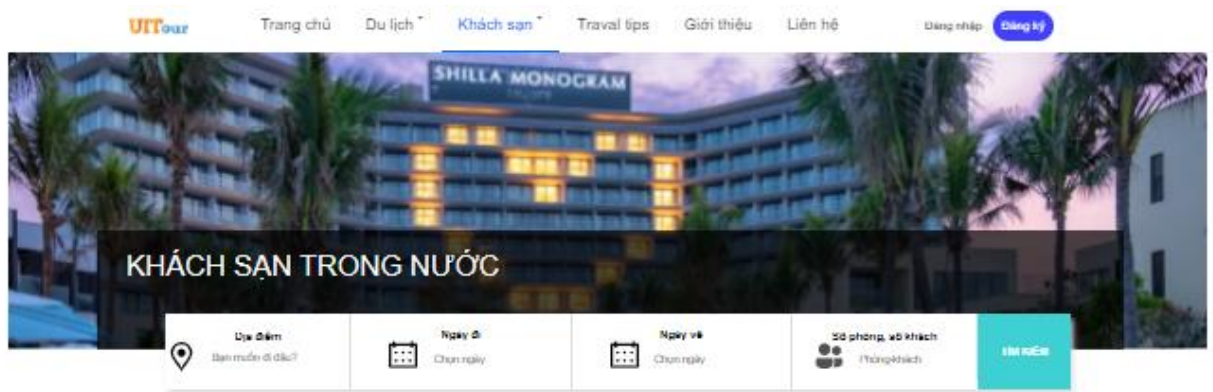 UITour
Trang chủ
Du lịch
Khách sạn
Traval tips
Giới thiệu
Liên hệ
Đăng nhập
Đăng ký
SHILLA MONOGRAM
KHÁCH SẠN TRONG NƯỚC
Địa điểm
Bạn muốn đi đâu?
Ngày đi
Chọn ngày
Ngày về
Chọn ngày
Số phòng, số khách
Phòng-khách
TÌM KIẾM